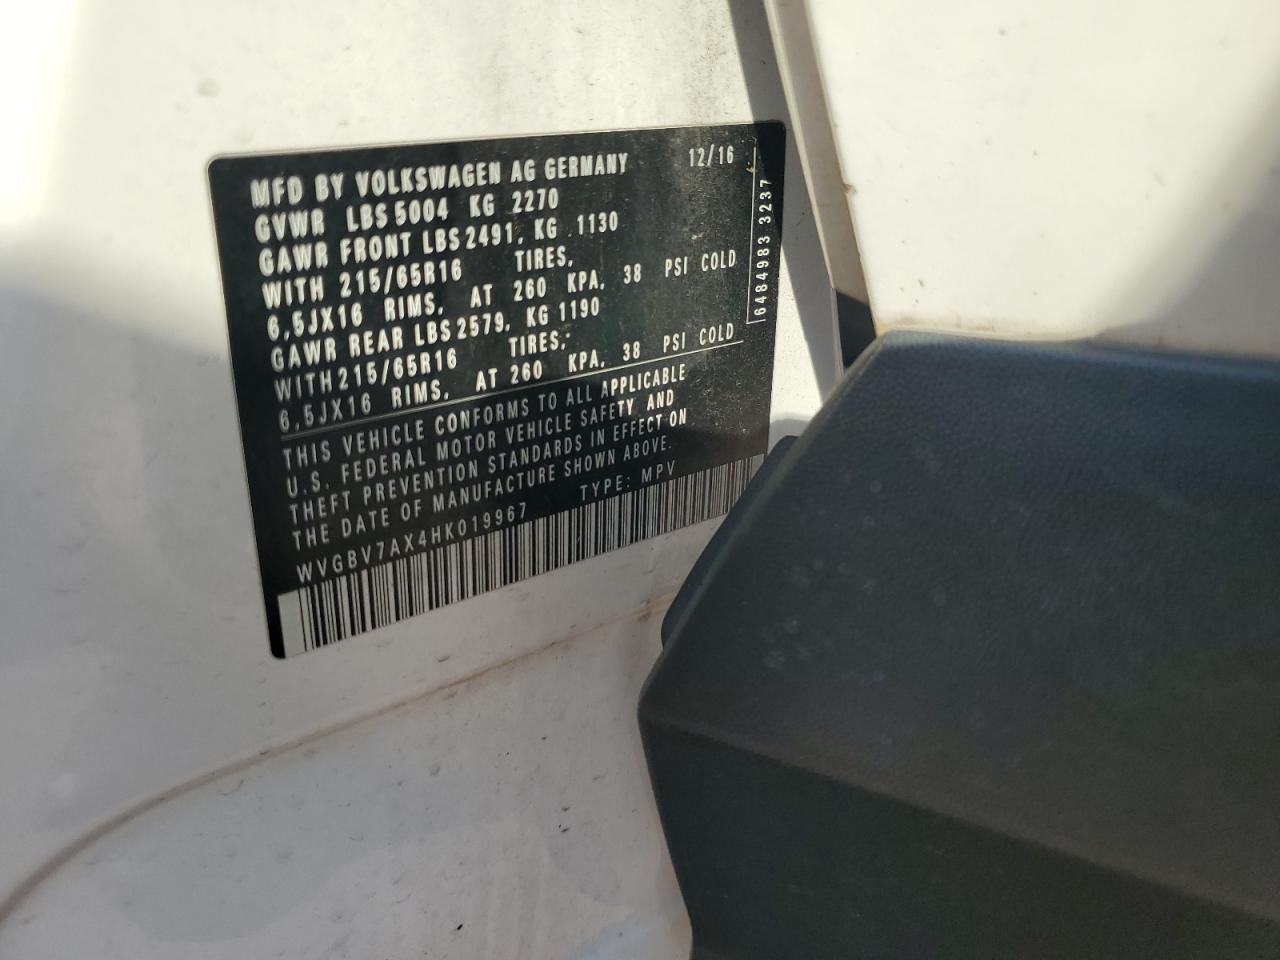 MFD BY VOLKSWAGEN AG GERMANY 12/16
GVWR LBS 5004 KG 2270
GAWR FRONT LBS 2491, KG 1130
WITH 215/65R16 TIRES,
6,5JX16 RIMS, AT 260 KPA, 38 PSI COLD
GAWR REAR LBS 2579, KG 1190
WITH 215/65R16 TIRES,
6,5JX16 RIMS, AT 260 KPA, 38 PSI COLD
THIS VEHICLE CONFORMS TO ALL APPLICABLE
U.S. FEDERAL MOTOR VEHICLE SAFETY AND
THEFT PREVENTION STANDARDS IN EFFECT ON
THE DATE OF MANUFACTURE SHOWN ABOVE.
WVGBV7AX4HK019967 TYPE: MPV
6484983 3237